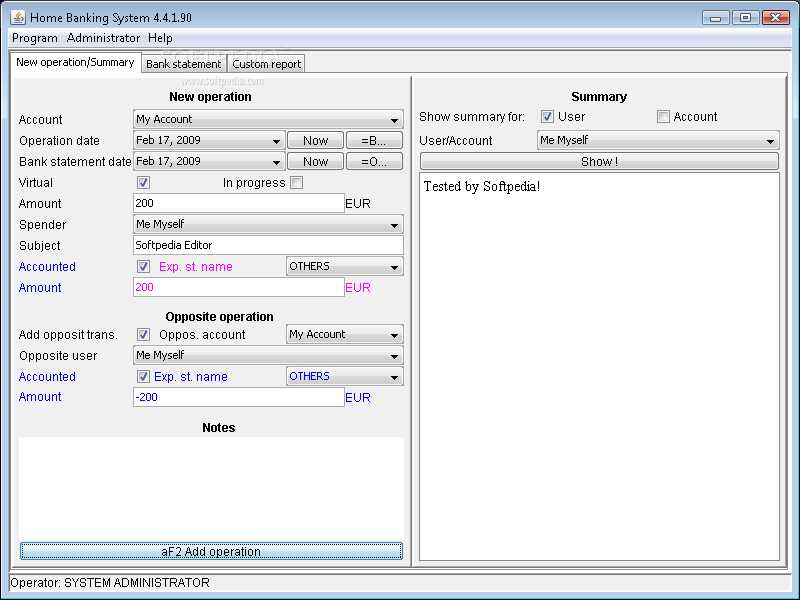 Home Banking System 4.4.1.90
Program Administrator Help
New operation/Summary Bank statement Custom report
SOFTPEDIA
www.softpedia.com
New operation
Account My Account
Operation date Feb 17, 2009 Now =B...
Bank statement date Feb 17, 2009 Now =O...
Virtual In progress
Amount 200 EUR
Spender Me Myself
Subject Softpedia Editor
Accounted Exp. st. name OTHERS
Amount 200 EUR
Opposite operation
Add opposit trans. Oppos. account My Account
Opposite user Me Myself
Accounted Exp. st. name OTHERS
Amount -200 EUR
Notes
aF2 Add operation
Summary
Show summary for: User Account
User/Account Me Myself
Show !
Tested by Softpedia!
Operator: SYSTEM ADMINISTRATOR